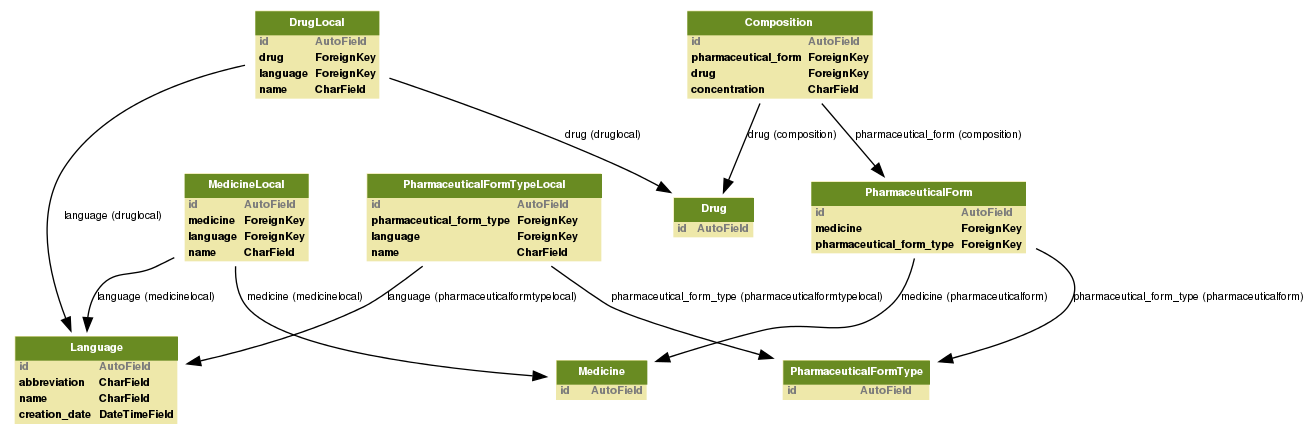 DrugLocal
id AutoField
drug ForeignKey
language ForeignKey
name CharField
Composition
id AutoField
pharmaceutical_form ForeignKey
drug ForeignKey
concentration CharField
drug (druglocal)
drug (composition)
pharmaceutical_form (composition)
MedicineLocal
id AutoField
medicine ForeignKey
language ForeignKey
name CharField
PharmaceuticalFormTypeLocal
id AutoField
pharmaceutical_form_type ForeignKey
language ForeignKey
name CharField
Drug
id AutoField
PharmaceuticalForm
id AutoField
medicine ForeignKey
pharmaceutical_form_type ForeignKey
language (druglocal)
language (medicinelocal)
medicine (medicinelocal)
language (pharmaceuticalformtypelocal)
pharmaceutical_form_type (pharmaceuticalformtypelocal)
medicine (pharmaceuticalform)
pharmaceutical_form_type (pharmaceuticalform)
Language
id AutoField
abbreviation CharField
name CharField
creation_date DateTimeField
Medicine
id AutoField
PharmaceuticalFormType
id AutoField